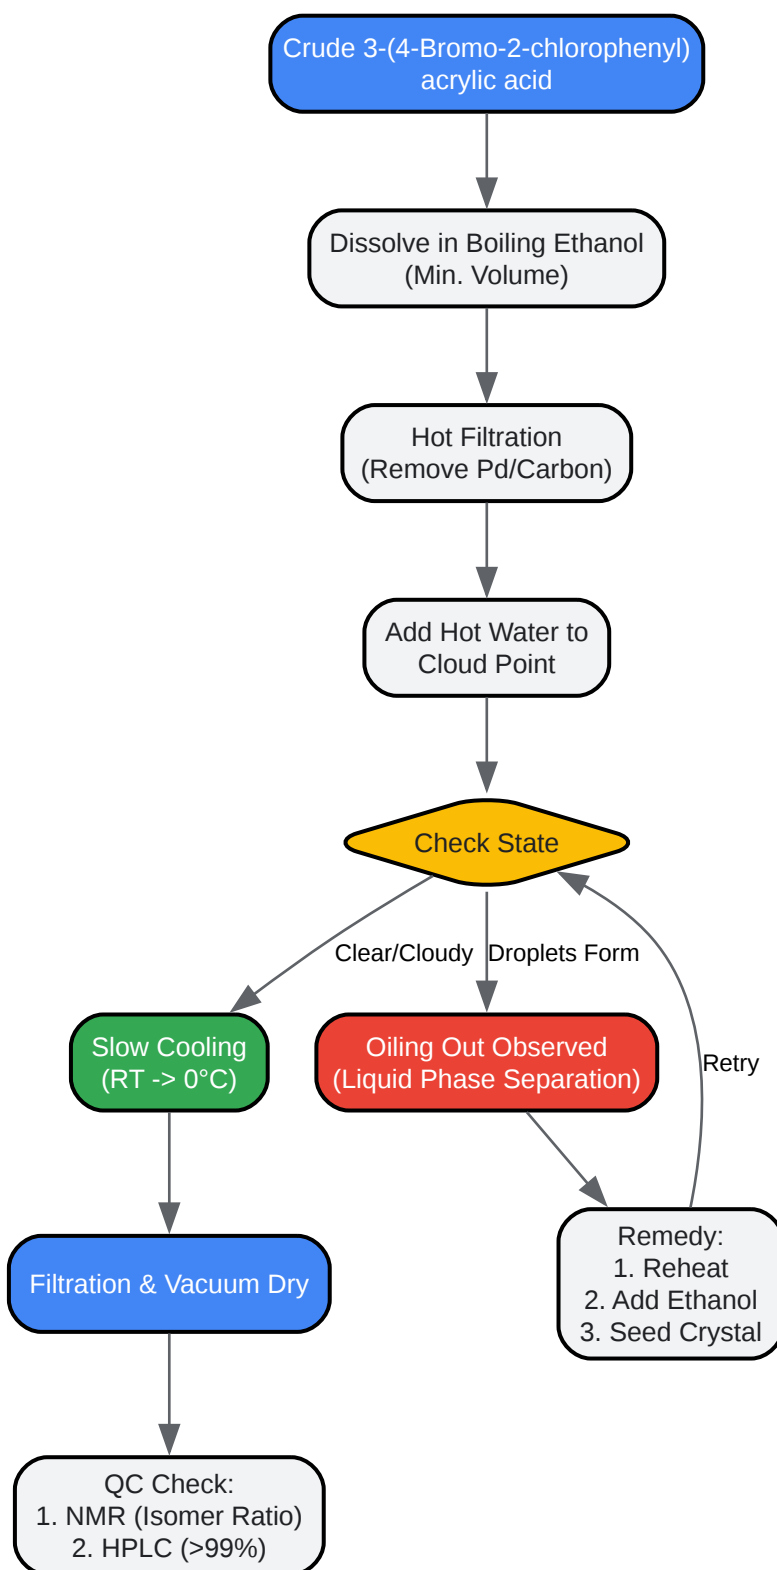 Crude 3-(4-Bromo-2-chlorophenyl)
acrylic acid
Dissolve in Boiling Ethanol
(Min. Volume)
Hot Filtration
(Remove Pd/Carbon)
Add Hot Water to
Cloud Point
Check State
Clear/Cloudy
Droplets Form
Slow Cooling
(RT -> 0°C)
Oiling Out Observed
(Liquid Phase Separation)
Retry
Remedy:
1. Reheat
2. Add Ethanol
3. Seed Crystal
Filtration & Vacuum Dry
QC Check:
1. NMR (Isomer Ratio)
2. HPLC (>99%)